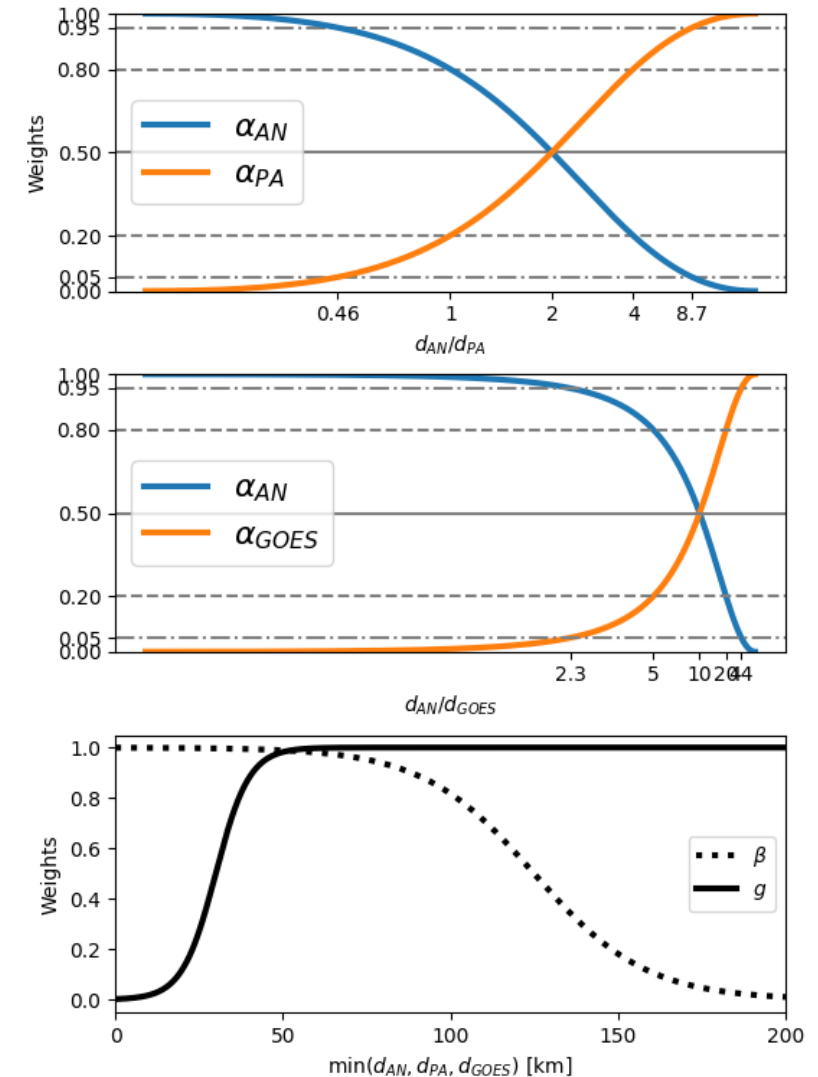 1.00
0.95
0.80
0.50
0.20
0.05
0.00
Weights
α_AN
α_PA
0.46 1 2 4 8.7
d_AN/d_PA
1.00
0.95
0.80
0.50
0.20
0.05
0.00
Weights
α_AN
α_GOES
2.3 5 10 20 44
d_AN/d_GOES
1.0
0.8
0.6
0.4
0.2
0.0
Weights
β
g
0 50 100 150 200
min(d_AN, d_PA, d_GOES) [km]